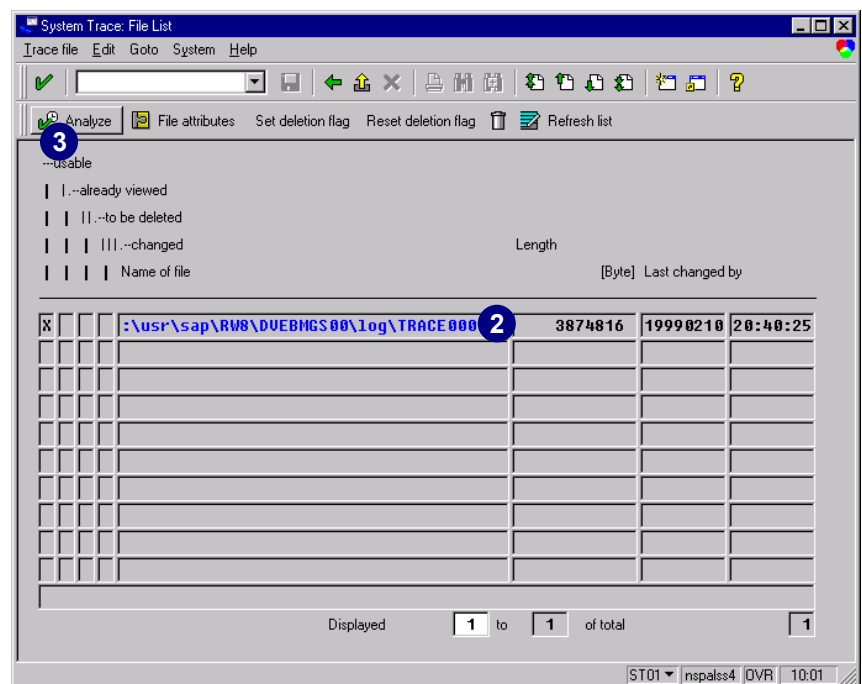 System Trace: File List
Trace file Edit Goto System Help
Analyze File attributes Set deletion flag Reset deletion flag Refresh list
3
---usable
| |.--already viewed
| | ||.--to be deleted
| | | |||.--changed Length
| | | | Name of file [Byte] Last changed by
X :\usr\sap\RW8\DVEBMGS00\log\TRACE000 2 3874816 19990210 20:40:25
Displayed 1 to 1 of total 1
ST01 nspalss4 OVR 10:01